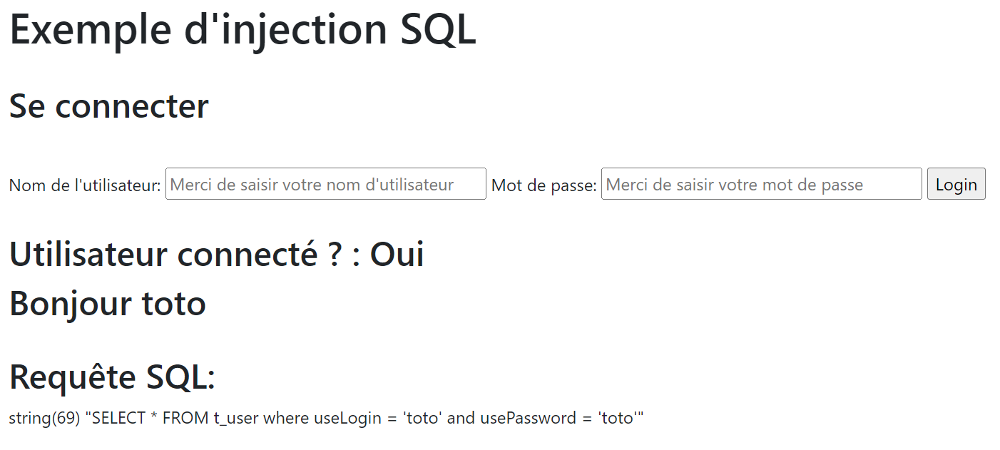 Exemple d'injection SQL
Se connecter
Nom de l'utilisateur: Merci de saisir votre nom d'utilisateur Mot de passe: Merci de saisir votre mot de passe Login
Utilisateur connecté ? : Oui
Bonjour toto
Requête SQL:
string(69) "SELECT * FROM t_user where useLogin = 'toto' and usePassword = 'toto'"